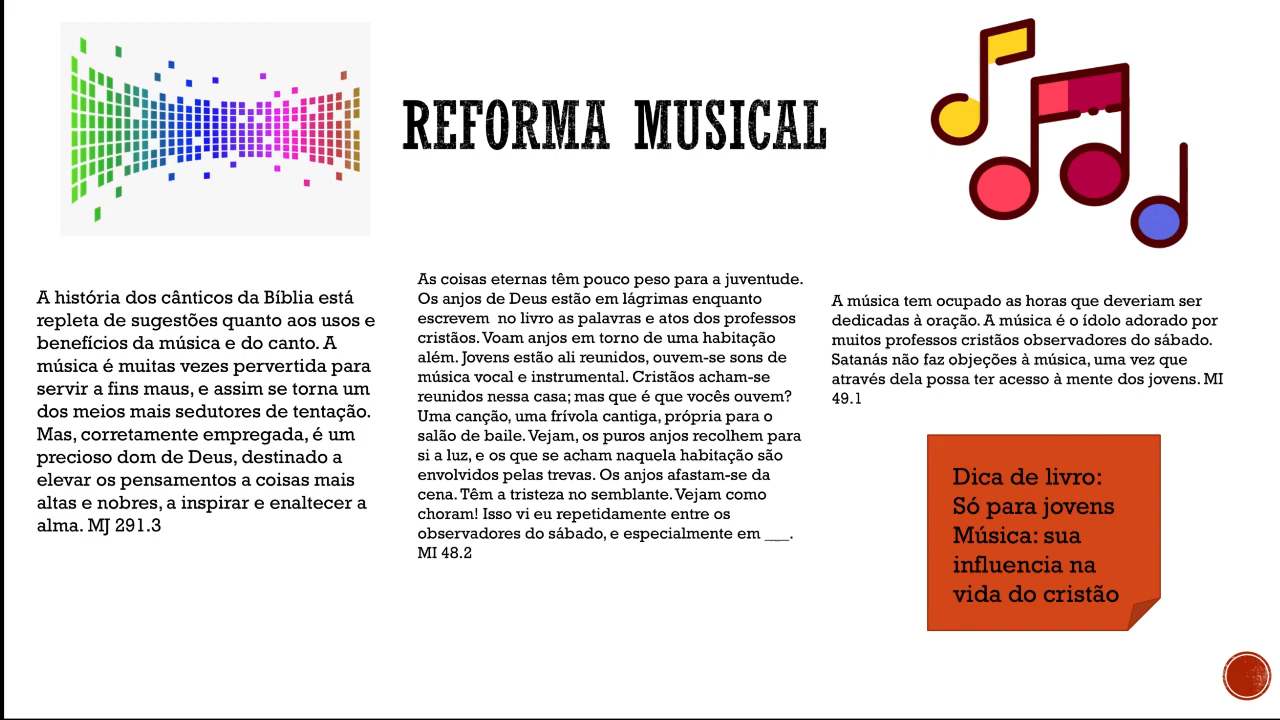 REFORMA MUSICAL
A história dos cânticos da Bíblia está
repleta de sugestões quanto aos usos e
benefícios da música e do canto. A
música é muitas vezes pervertida para
servir a fins maus, e assim se torna um
dos meios mais sedutores de tentação.
Mas, corretamente empregada, é um
precioso dom de Deus, destinado a
elevar os pensamentos a coisas mais
altas e nobres, a inspirar e enaltecer a
alma. MJ 291.3
As coisas eternas têm pouco peso para a juventude.
Os anjos de Deus estão em lágrimas enquanto
escrevem no livro as palavras e atos dos professos
cristãos. Voam anjos em torno de uma habitação
além. Jovens estão ali reunidos, ouvem-se sons de
música vocal e instrumental. Cristãos acham-se
reunidos nessa casa; mas que é que vocês ouvem?
Uma canção, uma frívola cantiga, própria para o
salão de baile. Vejam, os puros anjos recolhem para
si a luz, e os que se acham naquela habitação são
envolvidos pelas trevas. Os anjos afastam-se da
cena. Têm a tristeza no semblante. Vejam como
choram! Isso vi eu repetidamente entre os
observadores do sábado, e especialmente em ___.
MI 48.2
A música tem ocupado as horas que deveriam ser
dedicadas à oração. A música é o ídolo adorado por
muitos professos cristãos observadores do sábado.
Satanás não faz objeções à música, uma vez que
através dela possa ter acesso à mente dos jovens. MI
49.1
Dica de livro:
Só para jovens
Música: sua
influencia na
vida do cristão